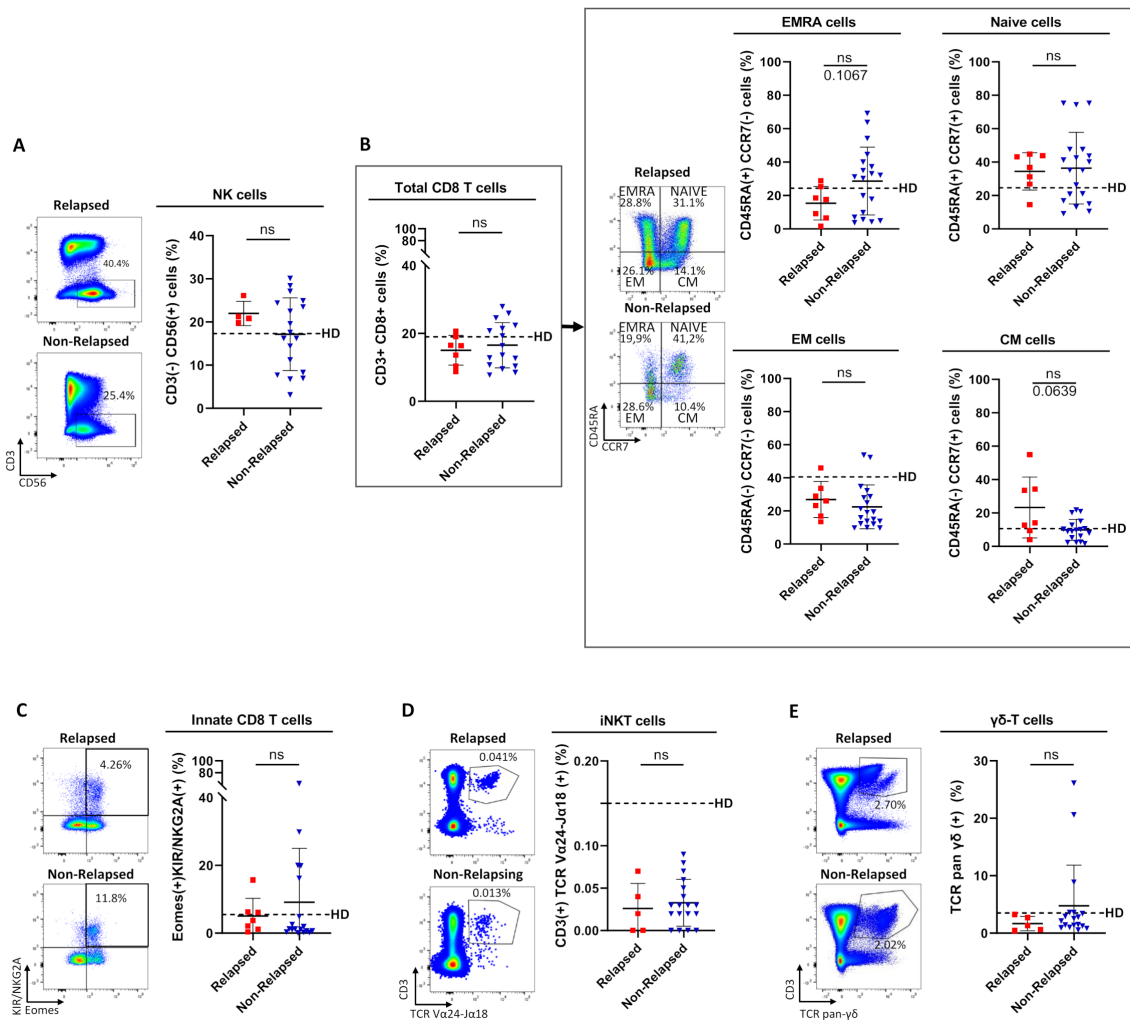 A
Relapsed
40.4%
Non-Relapsed
25.4%
CD3
CD56
NK cells
CD3(-) CD56(+) cells (%)
ns
40
30
20
10
0
HD
Relapsed
Non-Relapsed
B
Total CD8 T cells
CD3+ CD8+ cells (%)
ns
100
80
40
20
0
HD
Relapsed
Non-Relapsed
Relapsed
EMRA NAIVE
28.8% 31.1%
26.1% 14.1%
EM CM
Non-Relapsed
EMRA NAIVE
19,9% 41,2%
28.6% 10.4%
EM CM
CD45RA
CCR7
EMRA cells
CD45RA(+) CCR7(-) cells (%)
ns
0.1067
100
80
60
40
20
0
HD
Relapsed
Non-Relapsed
Naive cells
CD45RA(+) CCR7(+) cells (%)
ns
100
80
60
40
20
0
HD
Relapsed
Non-Relapsed
EM cells
CD45RA(-) CCR7(-) cells (%)
ns
100
80
60
40
20
0
HD
Relapsed
Non-Relapsed
CM cells
CD45RA(-) CCR7(+) cells (%)
ns
0.0639
100
80
60
40
20
0
HD
Relapsed
Non-Relapsed
C
Relapsed
4.26%
Non-Relapsed
11.8%
KIR/NKG2A
Eomes
Innate CD8 T cells
Eomes(+)KIR/NKG2A(+) (%)
ns
100
80
40
20
0
HD
Relapsed
Non-Relapsed
D
Relapsed
0.041%
Non-Relapsing
0.013%
CD3
TCR Vα24-Jα18
iNKT cells
CD3(+) TCR Vα24-Jα18 (+) (%)
ns
0.20
0.15
0.10
0.05
0.00
HD
Relapsed
Non-Relapsed
E
Relapsed
2.70%
Non-Relapsed
2.02%
CD3
TCR pan-γδ
γδ-T cells
TCR pan γδ (+) (%)
ns
30
20
10
0
HD
Relapsed
Non-Relapsed